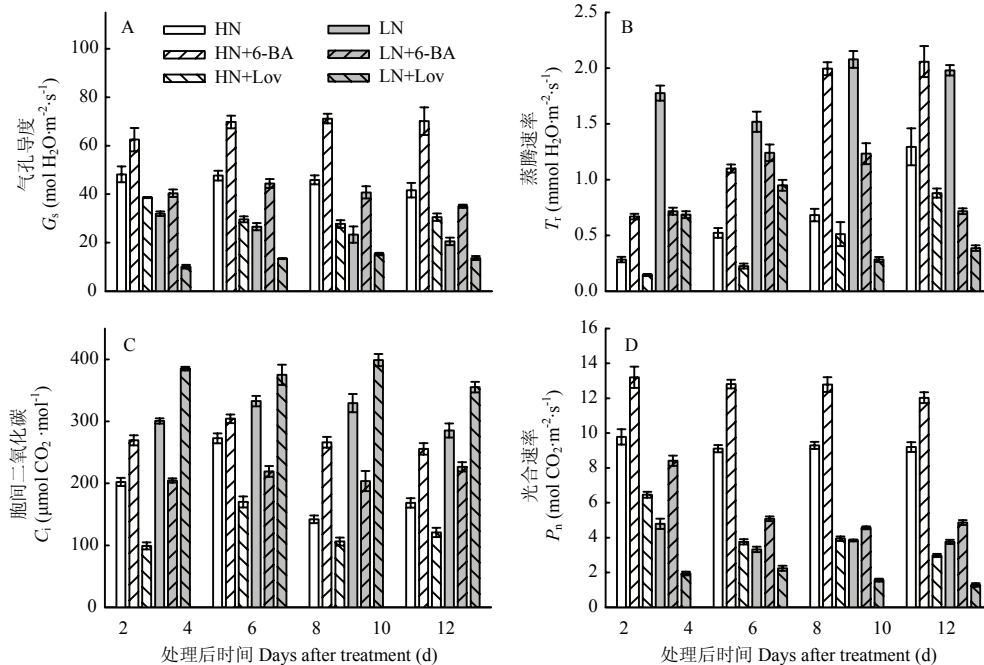 A
HN
LN
HN+6-BA
LN+6-BA
HN+Lov
LN+Lov
100
80
60
40
20
0
气孔导度
Gs (mol H2O·m-2·s-1)
B
2.5
2.0
1.5
1.0
0.5
0.0
蒸腾速率
Tr (mmol H2O·m-2·s-1)
C
400
300
200
100
0
胞间二氧化碳
Ci (μmol CO2 ·mol-1)
2 4 6 8 10 12
处理后时间 Days after treatment (d)
D
16
14
12
10
8
6
4
2
0
光合速率
Pn (mol CO2·m-2·s-1)
2 4 6 8 10 12
处理后时间 Days after treatment (d)